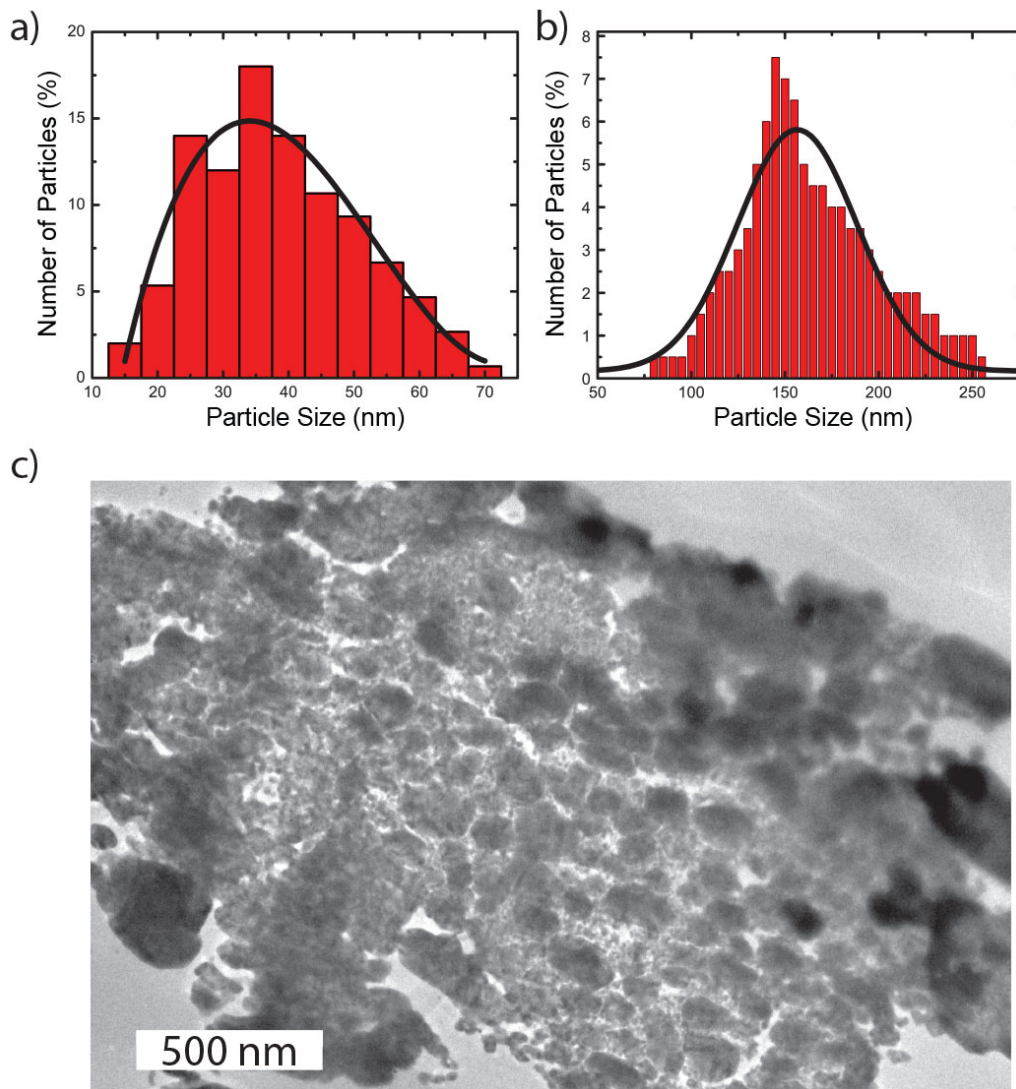 a)
20
15
10
5
0
10 20 30 40 50 60 70
Number of Particles (%)
Particle Size (nm)
b)
8
7
6
5
4
3
2
1
0
50 100 150 200 250
Number of Particles (%)
Particle Size (nm)
c)
500 nm